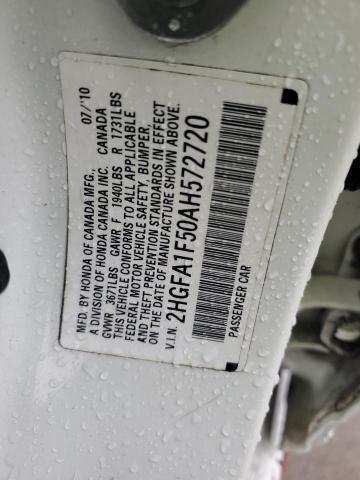 MFD. BY HONDA OF CANADA MFG., 07/'10
A DIVISION OF HONDA CANADA INC. CANADA
GVWR 3671LBS GAWR F 1940LBS R 1731LBS
THIS VEHICLE CONFORMS TO ALL APPLICABLE
FEDERAL MOTOR VEHICLE SAFETY, BUMPER,
AND THEFT PREVENTION STANDARDS IN EFFECT
ON THE DATE OF MANUFACTURE SHOWN ABOVE.
V.I.N. 2HGFA1F50AH572720
PASSENGER CAR